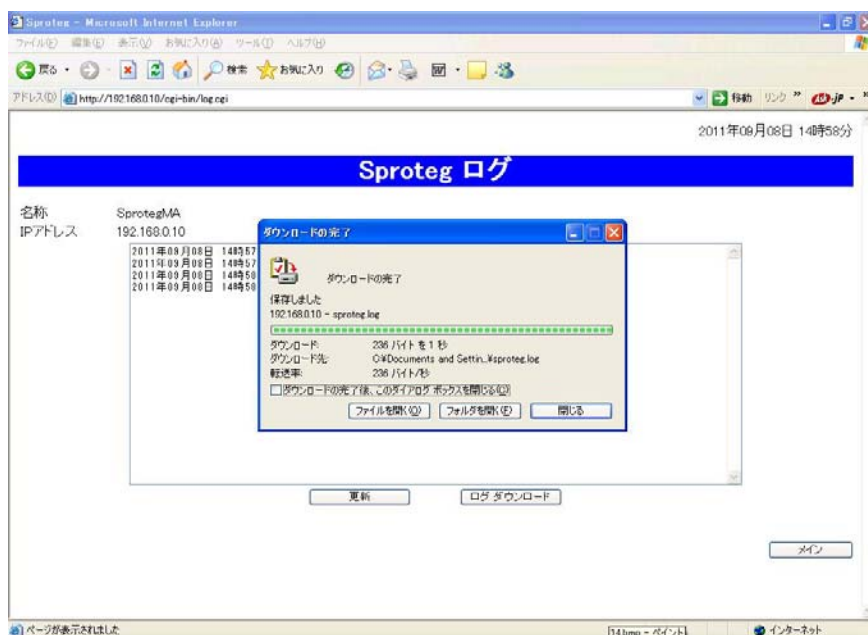 Sproteg - Microsoft Internet Explorer
ファイル(F) 編集(E) 表示(V) お気に入り(A) ツール(T) ヘルプ(H)
戻る 検索 お気に入り
アドレス(D) http://192.168.0.10/cgi-bin/log.cgi 移動 リンク »
2011年09月08日 14時58分
Sproteg ログ
名称 SprotegMA
IPアドレス 192.168.0.10
2011年09月08日 14時57
2011年09月08日 14時57
2011年09月08日 14時58
2011年09月08日 14時58
ダウンロードの完了
ダウンロードの完了
保存しました
192.168.0.10 - sproteg.log
ダウンロード: 236 バイト を 1 秒
ダウンロード先: C:¥Documents and Settin...¥sproteg.log
転送率: 236 バイト/秒
ダウンロードの完了後、このダイアログ ボックスを閉じる(C)
ファイルを開く(O) フォルダを開く(F) 閉じる
更新 ログ ダウンロード
メイン
ページが表示されました 14.bmp - ペイント インターネット